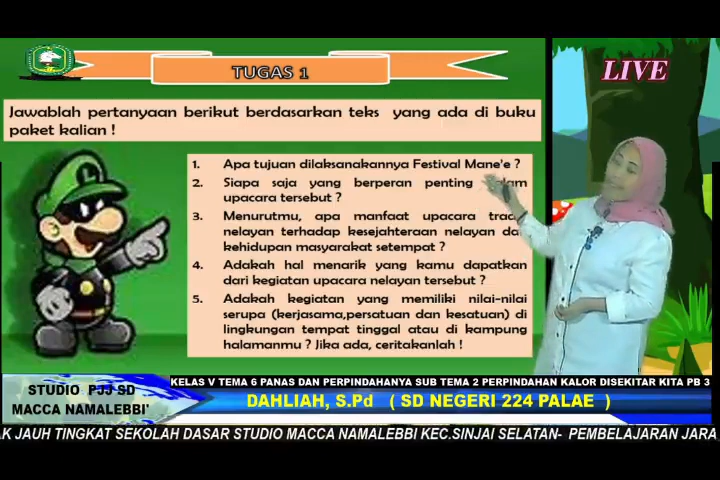 TUGAS 1
LIVE
Jawablah pertanyaan berikut berdasarkan teks yang ada di buku
paket kalian !
1. Apa tujuan dilaksanakannya Festival Mane'e ?
2. Siapa saja yang berperan penting
upacara tersebut ?
3. Menurutmu, apa manfaat upacara
nelayan terhadap kesejahteraan nelayan
kehidupan masyarakat setempat ?
4. Adakah hal menarik yang kamu dapatkan
dari kegiatan upacara nelayan tersebut ?
5. Adakah kegiatan yang memiliki nilai-nilai
serupa (kerjasama,persatuan dan kesatuan) di
lingkungan tempat tinggal atau di kampung
halamanmu ? Jika ada, ceritakanlah !
L
STUDIO PJJ SD
MACCA NAMALEBBI'
KELAS V TEMA 6 PANAS DAN PERPINDAHANYA SUB TEMA 2 PERPINDAHAN KALOR DISEKITAR KITA PB 3
DAHLIAH, S.Pd ( SD NEGERI 224 PALAE )
AK JAUH TINGKAT SEKOLAH DASAR STUDIO MACCA NAMALEBBI KEC.SINJAI SELATAN- PEMBELAJARAN JARA